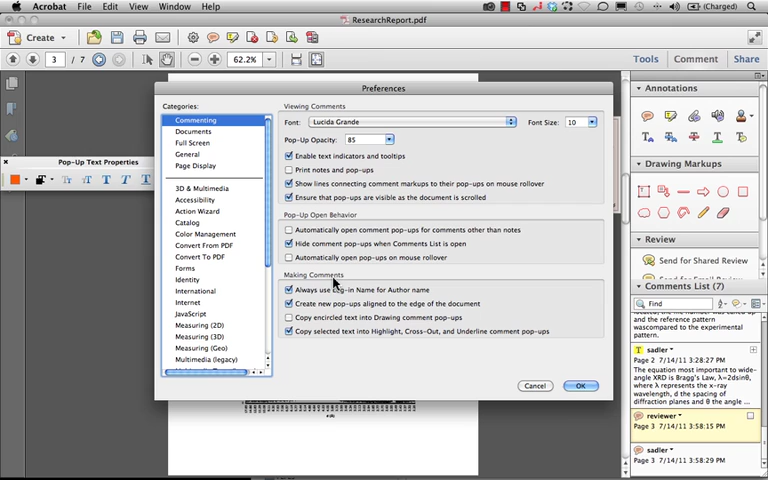 Acrobat File Edit View Window Help (Charged)
ResearchReport.pdf
Create
3 / 7 62.2% Tools Comment Share
Preferences
Categories:
Commenting
Documents
Full Screen
General
Page Display
3D & Multimedia
Accessibility
Action Wizard
Catalog
Color Management
Convert From PDF
Convert To PDF
Forms
Identity
International
Internet
JavaScript
Measuring (2D)
Measuring (3D)
Measuring (Geo)
Multimedia (legacy)
Viewing Comments
Font: Lucida Grande Font Size: 10
Pop-Up Opacity: 85
Enable text indicators and tooltips
Print notes and pop-ups
Show lines connecting comment markups to their pop-ups on mouse rollover
Ensure that pop-ups are visible as the document is scrolled
Pop-Up Open Behavior
Automatically open comment pop-ups for comments other than notes
Hide comment pop-ups when Comments List is open
Automatically open pop-ups on mouse rollover
Making Comments
Always use Log-in Name for Author name
Create new pop-ups aligned to the edge of the document
Copy encircled text into Drawing comment pop-ups
Copy selected text into Highlight, Cross-Out, and Underline comment pop-ups
Cancel OK
Pop-Up Text Properties
Annotations
Drawing Markups
Review
Send for Shared Review
Comments List (7)
Find
and the reference pattern
wascompared to the
experimental pattern.
sadler
Page 2 7/14/11 3:28:27 PM
The equation most important to wide-
angle XRD is Bragg's Law, λ=2dsinθ,
where λ represents the x-ray
wavelength, d the spacing of
diffraction planes and θ the angle ...
reviewer
Page 3 7/14/11 3:58:15 PM
sadler
Page 3 7/14/11 3:58:29 PM